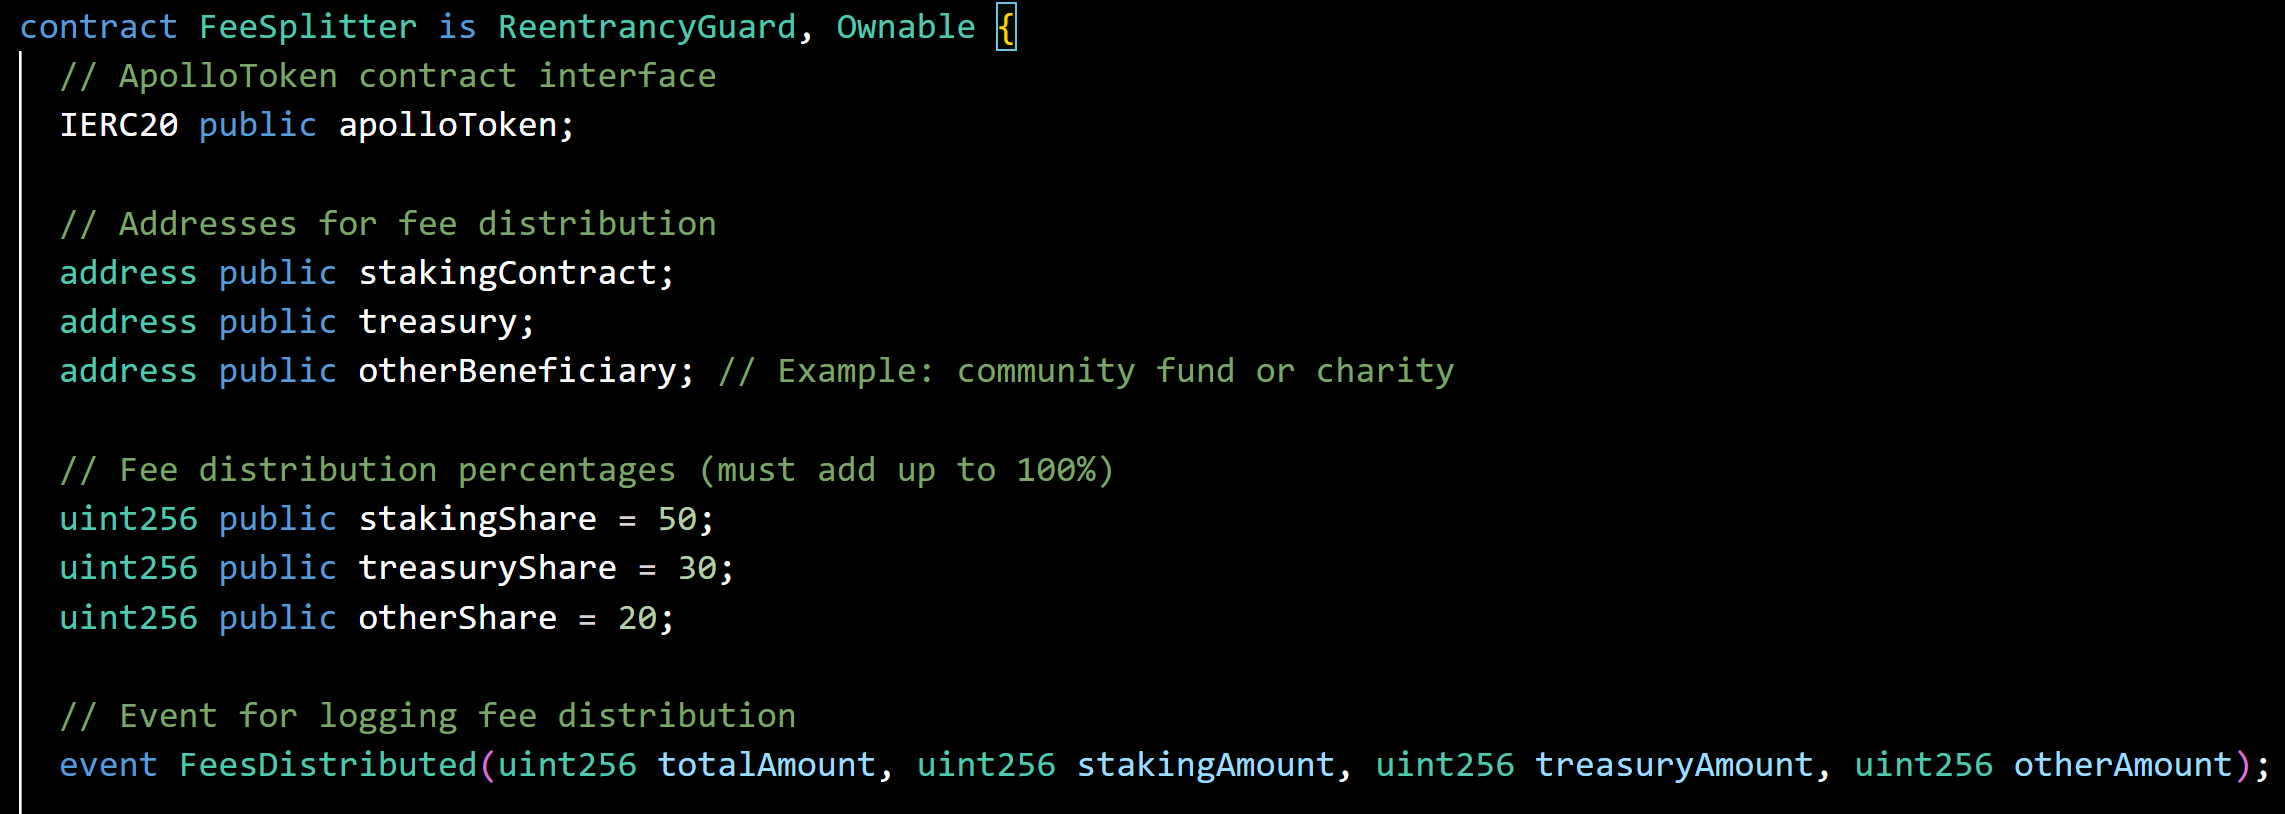 contract FeeSplitter is ReentrancyGuard, Ownable {
// ApolloToken contract interface
IERC20 public apolloToken;
// Addresses for fee distribution
address public stakingContract;
address public treasury;
address public otherBeneficiary; // Example: community fund or charity
// Fee distribution percentages (must add up to 100%)
uint256 public stakingShare = 50;
uint256 public treasuryShare = 30;
uint256 public otherShare = 20;
// Event for logging fee distribution
event FeesDistributed(uint256 totalAmount, uint256 stakingAmount, uint256 treasuryAmount, uint256 otherAmount);